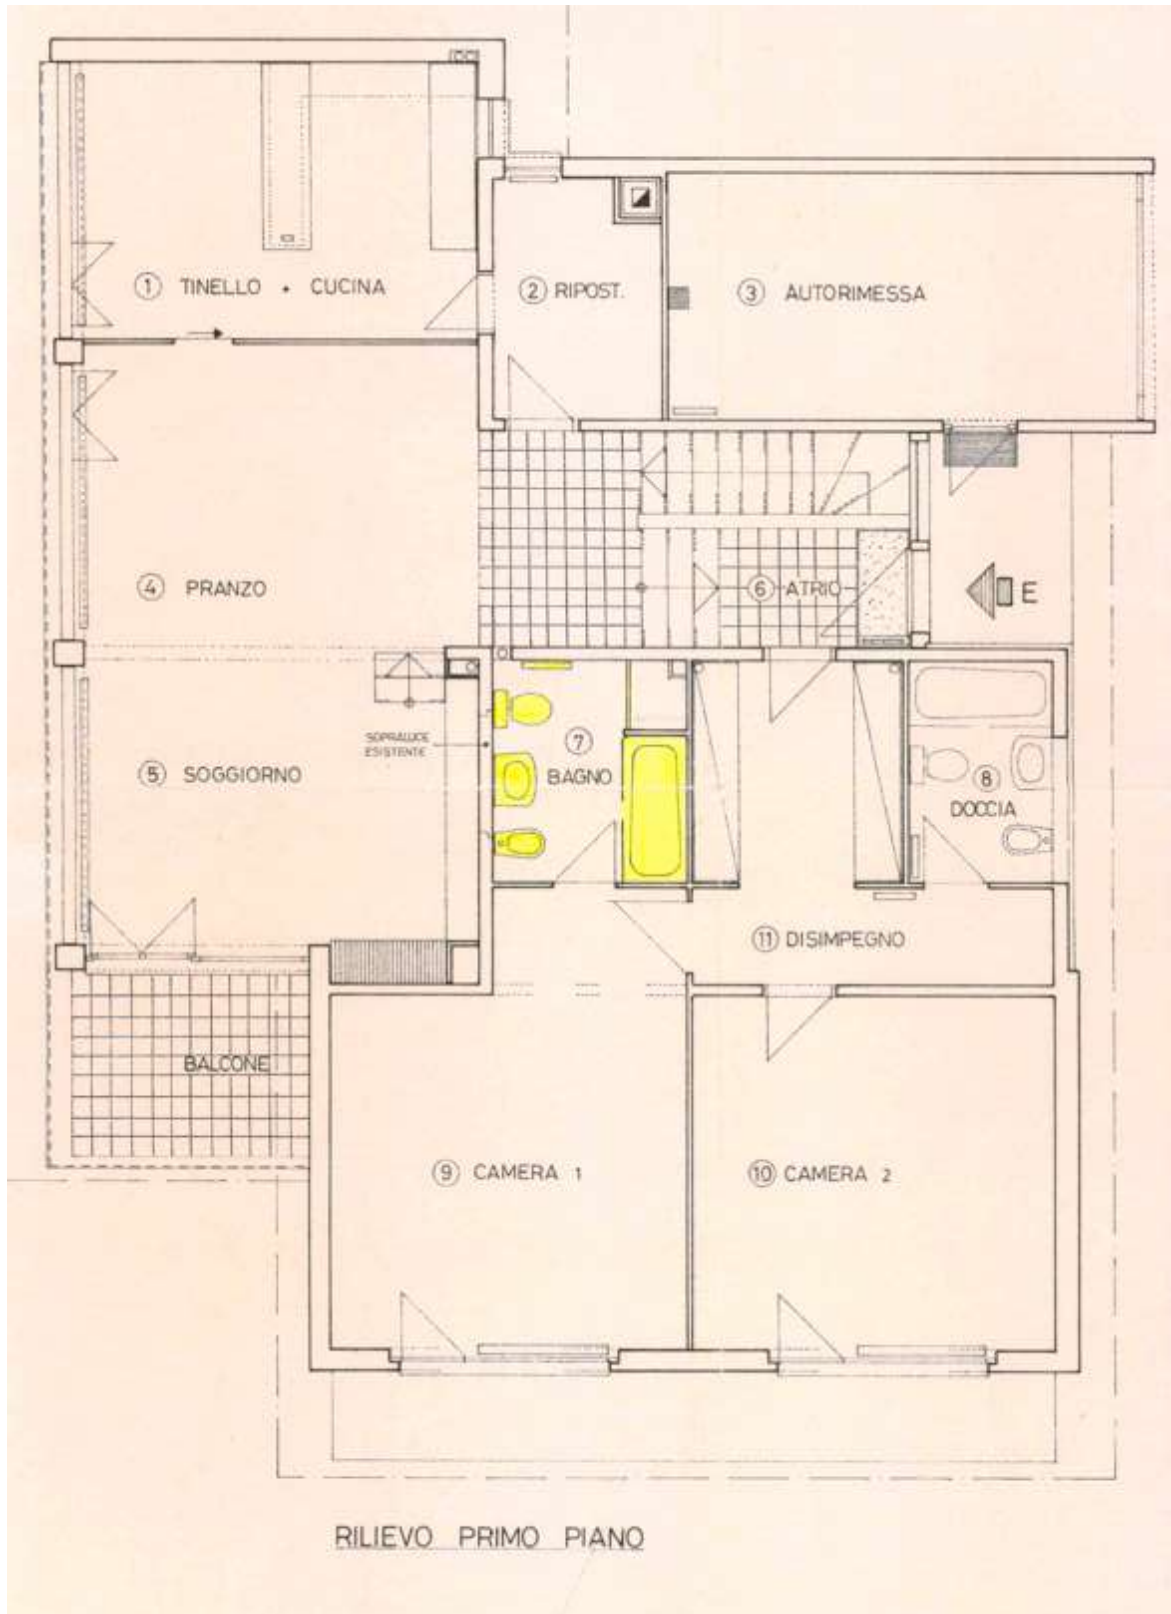 1 TINELLO + CUCINA
2 RIPOST.
3 AUTORIMESSA
4 PRANZO
6 ATRIO
E
5 SOGGIORNO
SOPRALUCE
ESISTENTE
7
BAGNO
8
DOCCIA
11 DISIMPEGNO
BALCONE
9 CAMERA 1
10 CAMERA 2
RILIEVO PRIMO PIANO